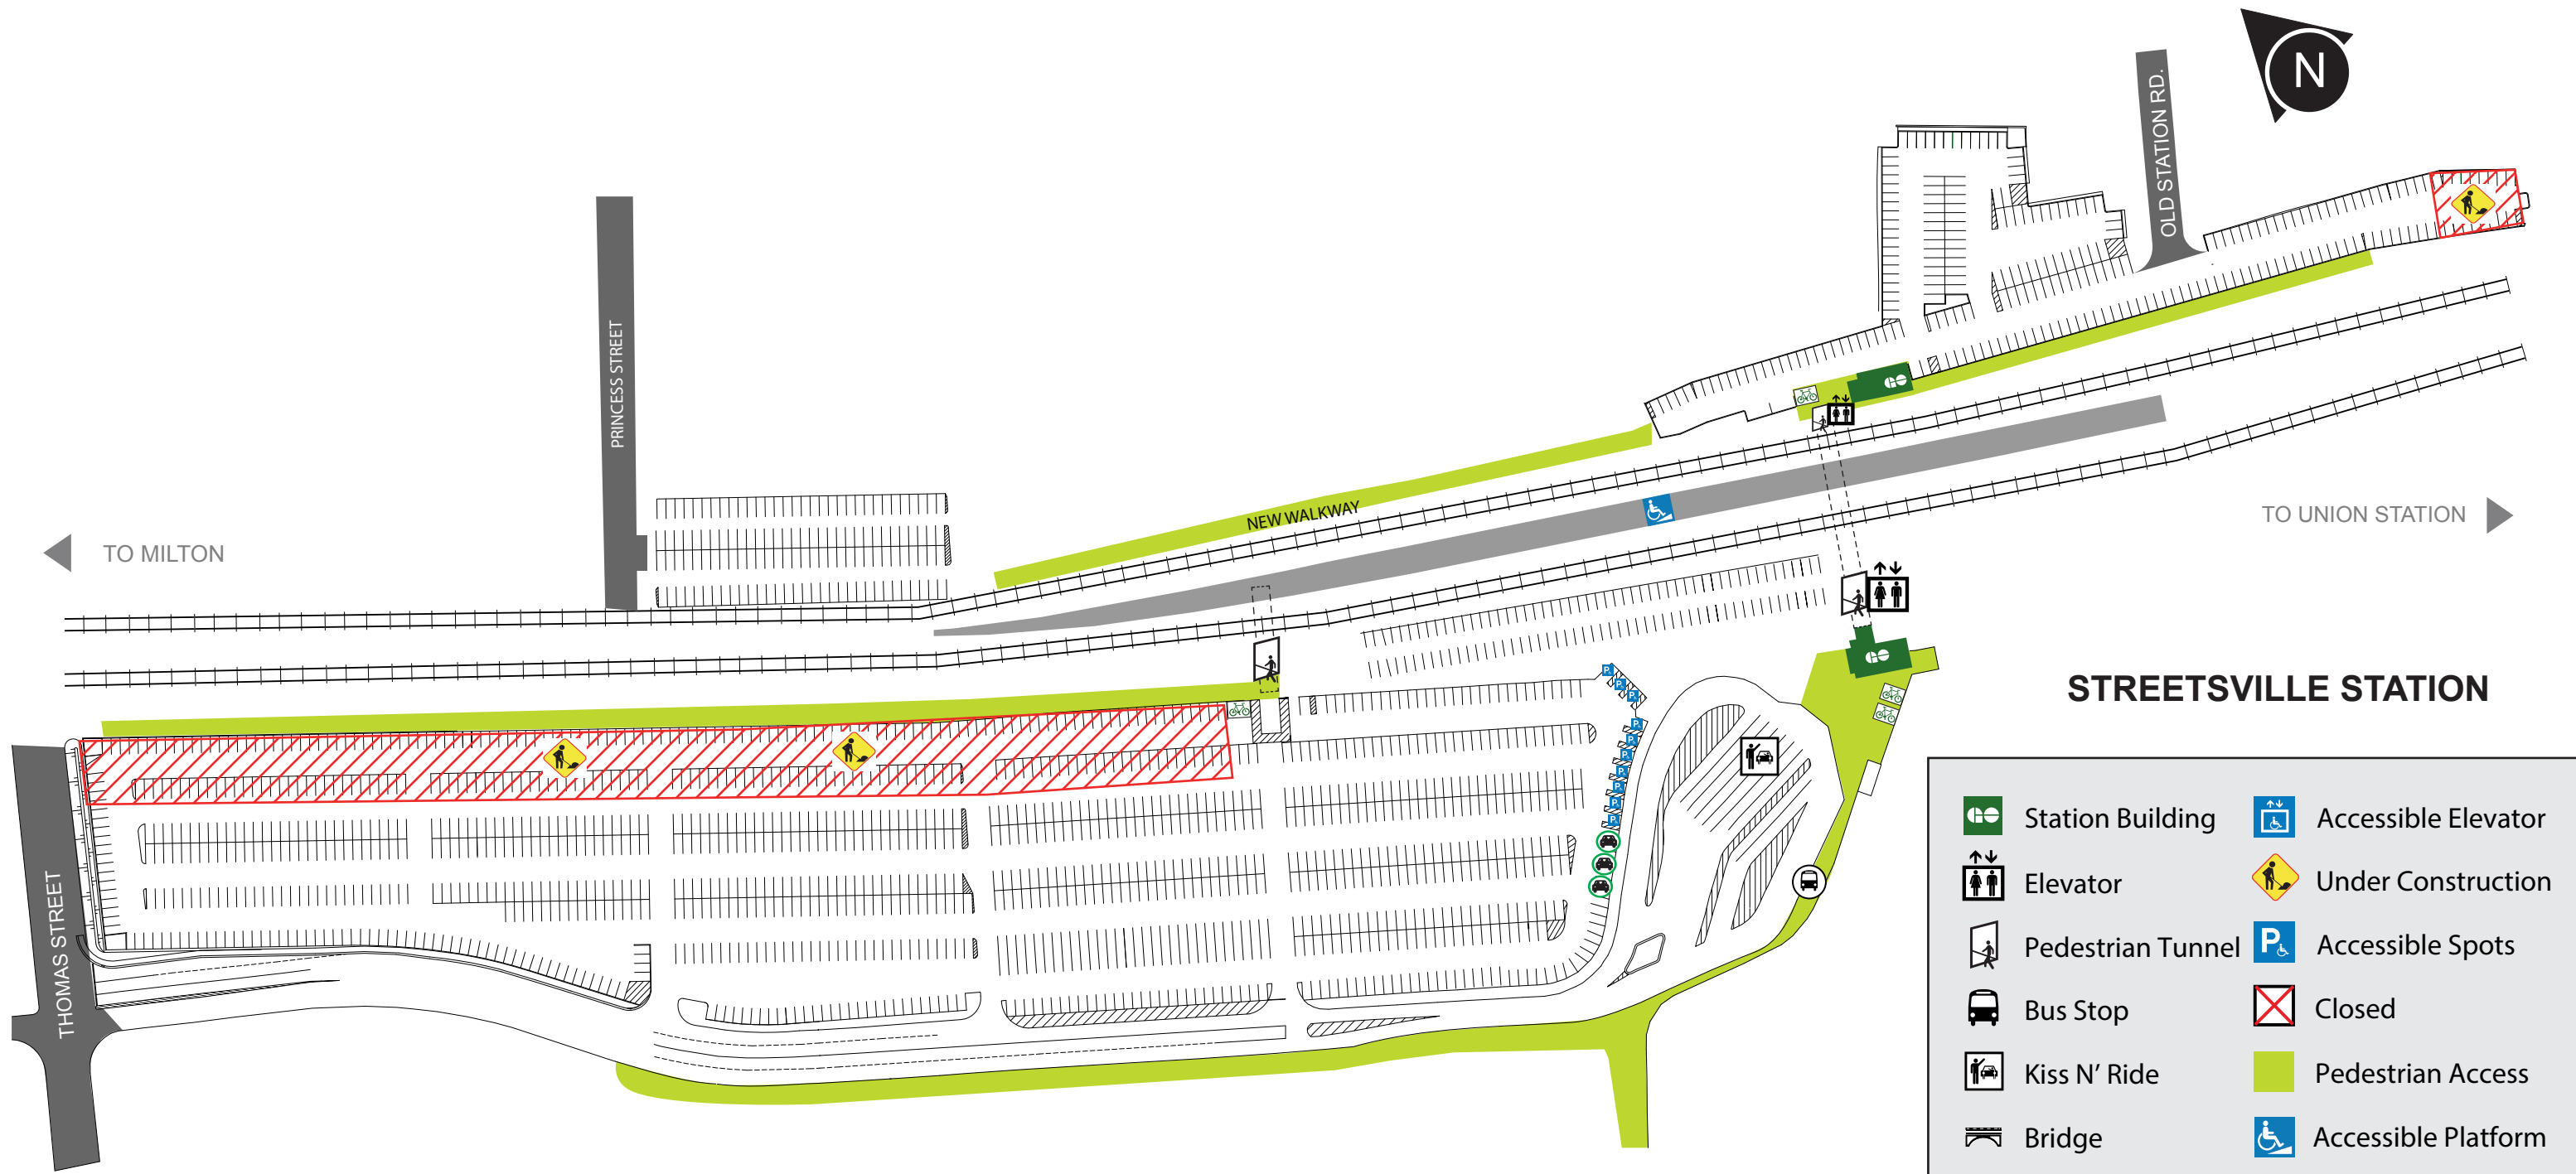 N
OLD STATION RD.
PRINCESS STREET
NEW WALKWAY
TO MILTON
TO UNION STATION
THOMAS STREET
P
P
P
P
P
P
P
P
P
P
STREETSVILLE STATION
Station Building
Accessible Elevator
Elevator
Under Construction
Pedestrian Tunnel
P
Accessible Spots
Bus Stop
Closed
Kiss N' Ride
Pedestrian Access
Bridge
Accessible Platform